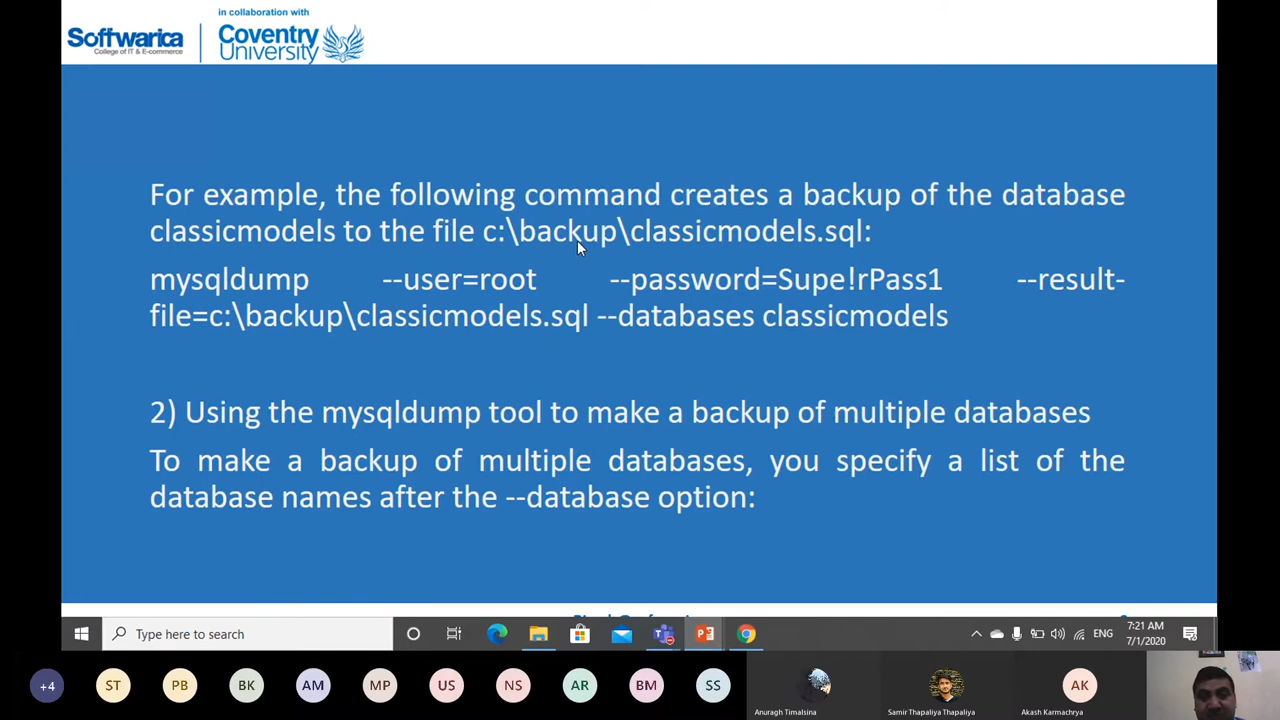 in collaboration with
Softwarica
College of IT & E-commerce
Coventry
University
For example, the following command creates a backup of the database
classicmodels to the file c:\backup\classicmodels.sql:
mysqldump --user=root --password=Supe!rPass1 --result-
file=c:\backup\classicmodels.sql --databases classicmodels
2) Using the mysqldump tool to make a backup of multiple databases
To make a backup of multiple databases, you specify a list of the
database names after the --database option:
Type here to search
ENG
7:21 AM
7/1/2020
+4 ST PB BK AM MP US NS AR BM SS AK
Anuragh Timalsina
Samir Thapaliya Thapaliya
Akash Karmachrya